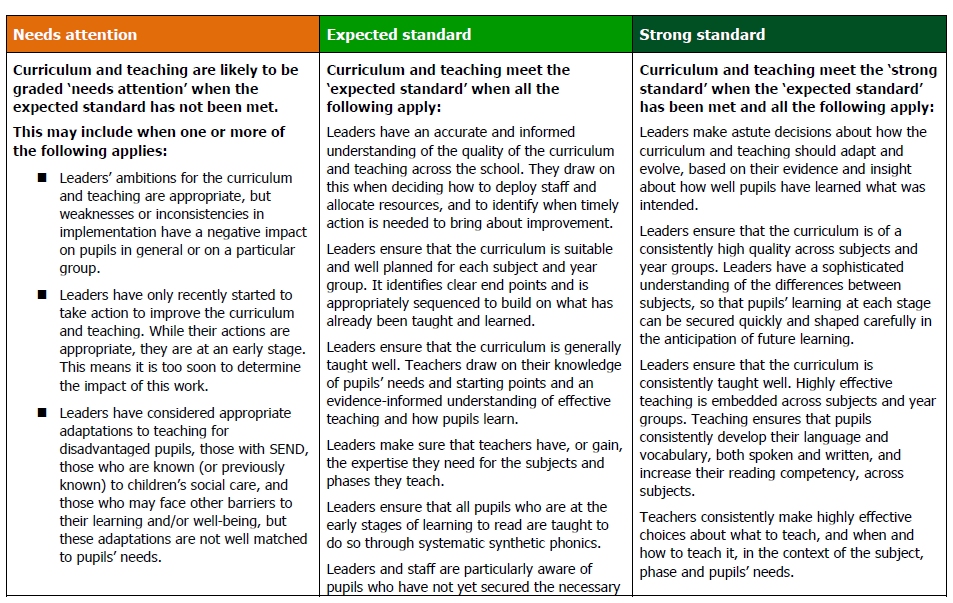 Needs attention
Curriculum and teaching are likely to be
graded ‘needs attention’ when the
expected standard has not been met.
This may include when one or more of
the following applies:
■ Leaders’ ambitions for the curriculum
and teaching are appropriate, but
weaknesses or inconsistencies in
implementation have a negative impact
on pupils in general or on a particular
group.
■ Leaders have only recently started to
take action to improve the curriculum
and teaching. While their actions are
appropriate, they are at an early stage.
This means it is too soon to determine
the impact of this work.
■ Leaders have considered appropriate
adaptations to teaching for
disadvantaged pupils, those with SEND,
those who are known (or previously
known) to children’s social care, and
those who may face other barriers to
their learning and/or well-being, but
these adaptations are not well matched
to pupils’ needs.
Expected standard
Curriculum and teaching meet the
‘expected standard’ when all the
following apply:
Leaders have an accurate and informed
understanding of the quality of the curriculum
and teaching across the school. They draw on
this when deciding how to deploy staff and
allocate resources, and to identify when timely
action is needed to bring about improvement.
Leaders ensure that the curriculum is suitable
and well planned for each subject and year
group. It identifies clear end points and is
appropriately sequenced to build on what has
already been taught and learned.
Leaders ensure that the curriculum is generally
taught well. Teachers draw on their knowledge
of pupils’ needs and starting points and an
evidence-informed understanding of effective
teaching and how pupils learn.
Leaders make sure that teachers have, or gain,
the expertise they need for the subjects and
phases they teach.
Leaders ensure that all pupils who are at the
early stages of learning to read are taught to
do so through systematic synthetic phonics.
Leaders and staff are particularly aware of
pupils who have not yet secured the necessary
Strong standard
Curriculum and teaching meet the ‘strong
standard’ when the ‘expected standard’
has been met and all the following apply:
Leaders make astute decisions about how the
curriculum and teaching should adapt and
evolve, based on their evidence and insight
about how well pupils have learned what was
intended.
Leaders ensure that the curriculum is of a
consistently high quality across subjects and
year groups. Leaders have a sophisticated
understanding of the differences between
subjects, so that pupils’ learning at each stage
can be secured quickly and shaped carefully in
the anticipation of future learning.
Leaders ensure that the curriculum is
consistently taught well. Highly effective
teaching is embedded across subjects and year
groups. Teaching ensures that pupils
consistently develop their language and
vocabulary, both spoken and written, and
increase their reading competency, across
subjects.
Teachers consistently make highly effective
choices about what to teach, and when and
how to teach it, in the context of the subject,
phase and pupils’ needs.